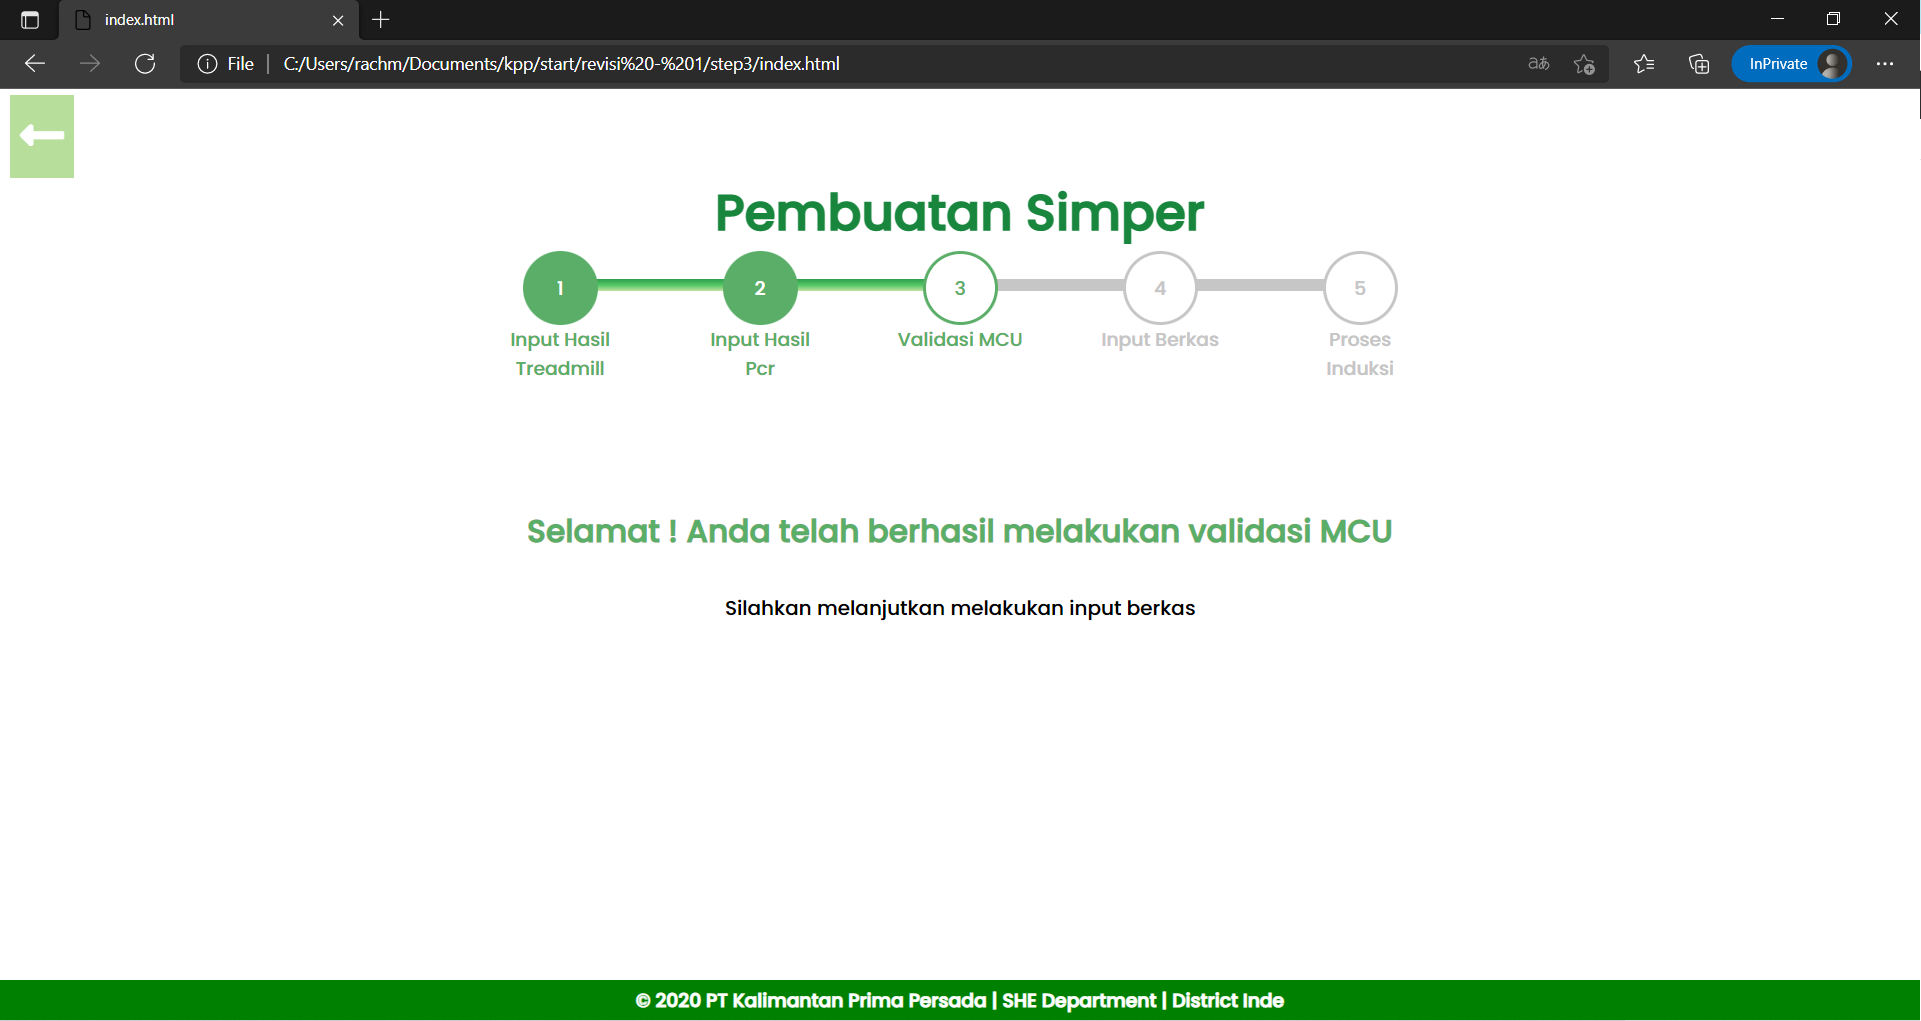 index.html
File
C:/Users/rachm/Documents/kpp/start/revisi%20-%201/step3/index.html
aあ
InPrivate
Pembuatan Simper
1
2
3
4
5
Input Hasil
Treadmill
Input Hasil
Pcr
Validasi MCU
Input Berkas
Proses
Induksi
Selamat ! Anda telah berhasil melakukan validasi MCU
Silahkan melanjutkan melakukan input berkas
© 2020 PT Kalimantan Prima Persada | SHE Department | District Inde